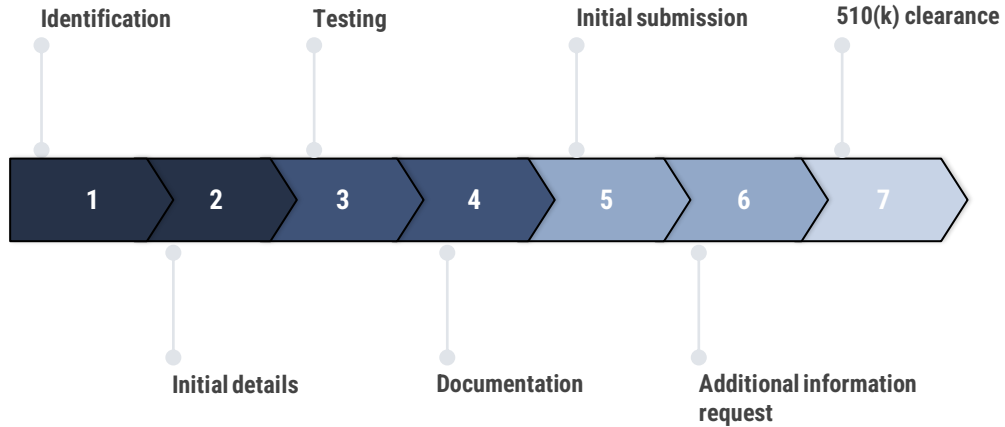 Identification
Testing
Initial submission
510(k) clearance
1
2
3
4
5
6
7
Initial details
Documentation
Additional information
request